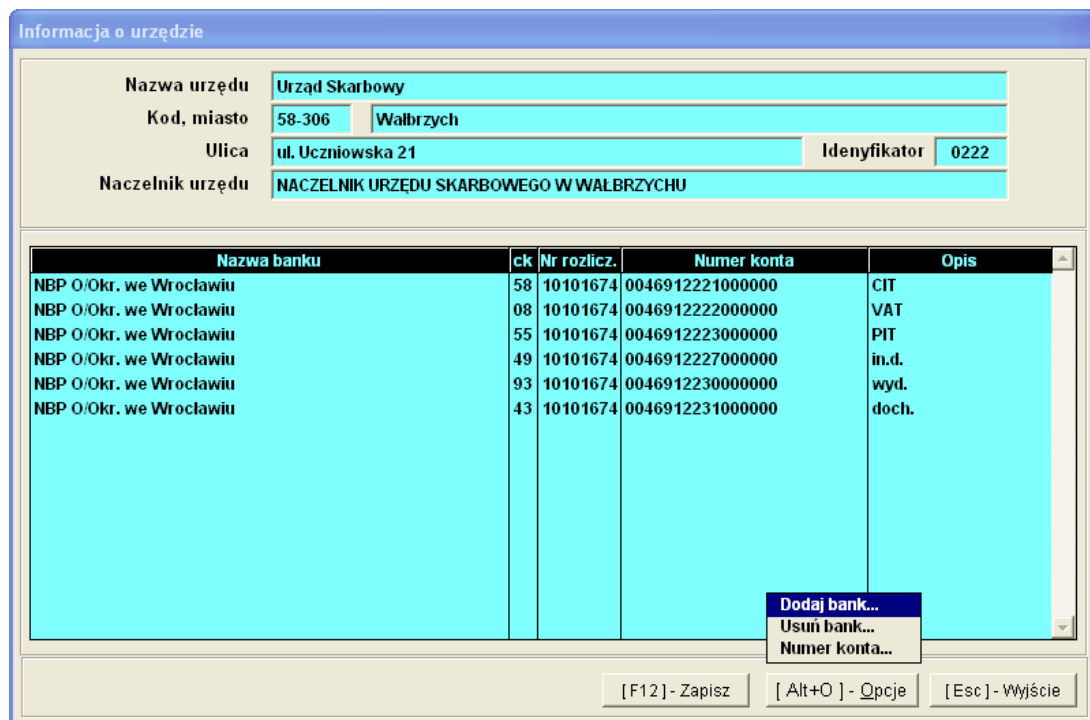 Informacja o urzędzie
Nazwa urzędu Urząd Skarbowy
Kod, miasto 58-306 Wałbrzych
Ulica ul. Uczniowska 21 Idenyfikator 0222
Naczelnik urzędu NACZELNIK URZĘDU SKARBOWEGO W WAŁBRZYCHU
Nazwa banku ck Nr rozlicz. Numer konta Opis
NBP O/Okr. we Wrocławiu 58 10101674 0046912221000000 CIT
NBP O/Okr. we Wrocławiu 08 10101674 0046912222000000 VAT
NBP O/Okr. we Wrocławiu 55 10101674 0046912223000000 PIT
NBP O/Okr. we Wrocławiu 49 10101674 0046912227000000 in.d.
NBP O/Okr. we Wrocławiu 93 10101674 0046912230000000 wyd.
NBP O/Okr. we Wrocławiu 43 10101674 0046912231000000 doch.
Dodaj bank...
Usuń bank...
Numer konta...
[F12] - Zapisz [ Alt+O ] - Opcje [Esc] - Wyjście